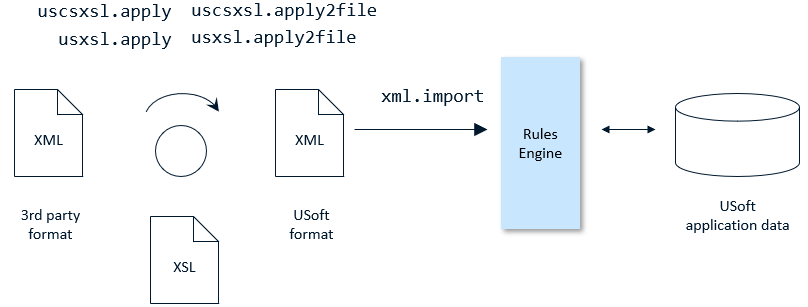 uscsxsl.apply uscsxsl.apply2file
usxsl.apply usxsl.apply2file
xml.import
XML
XML
Rules
Engine
3rd party
format
USoft
format
USoft
application data
XSL